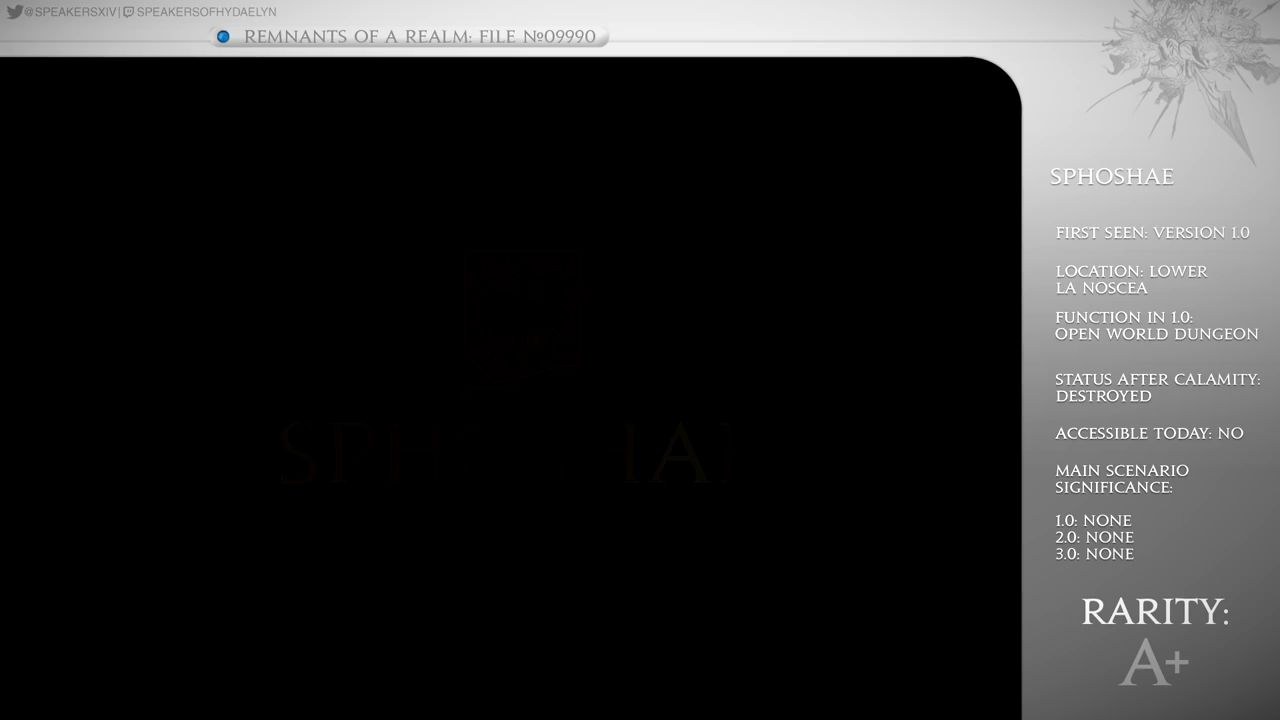 @SPEAKERSXIV | SPEAKERSOFHYDAELYN
REMNANTS OF A REALM: FILE №09990
SPHOSHAE
FIRST SEEN: VERSION 1.0
LOCATION: LOWER
LA NOSCEA
FUNCTION IN 1.0:
OPEN WORLD DUNGEON
STATUS AFTER CALAMITY:
DESTROYED
ACCESSIBLE TODAY: NO
MAIN SCENARIO
SIGNIFICANCE:
1.0: NONE
2.0: NONE
3.0: NONE
RARITY:
A+